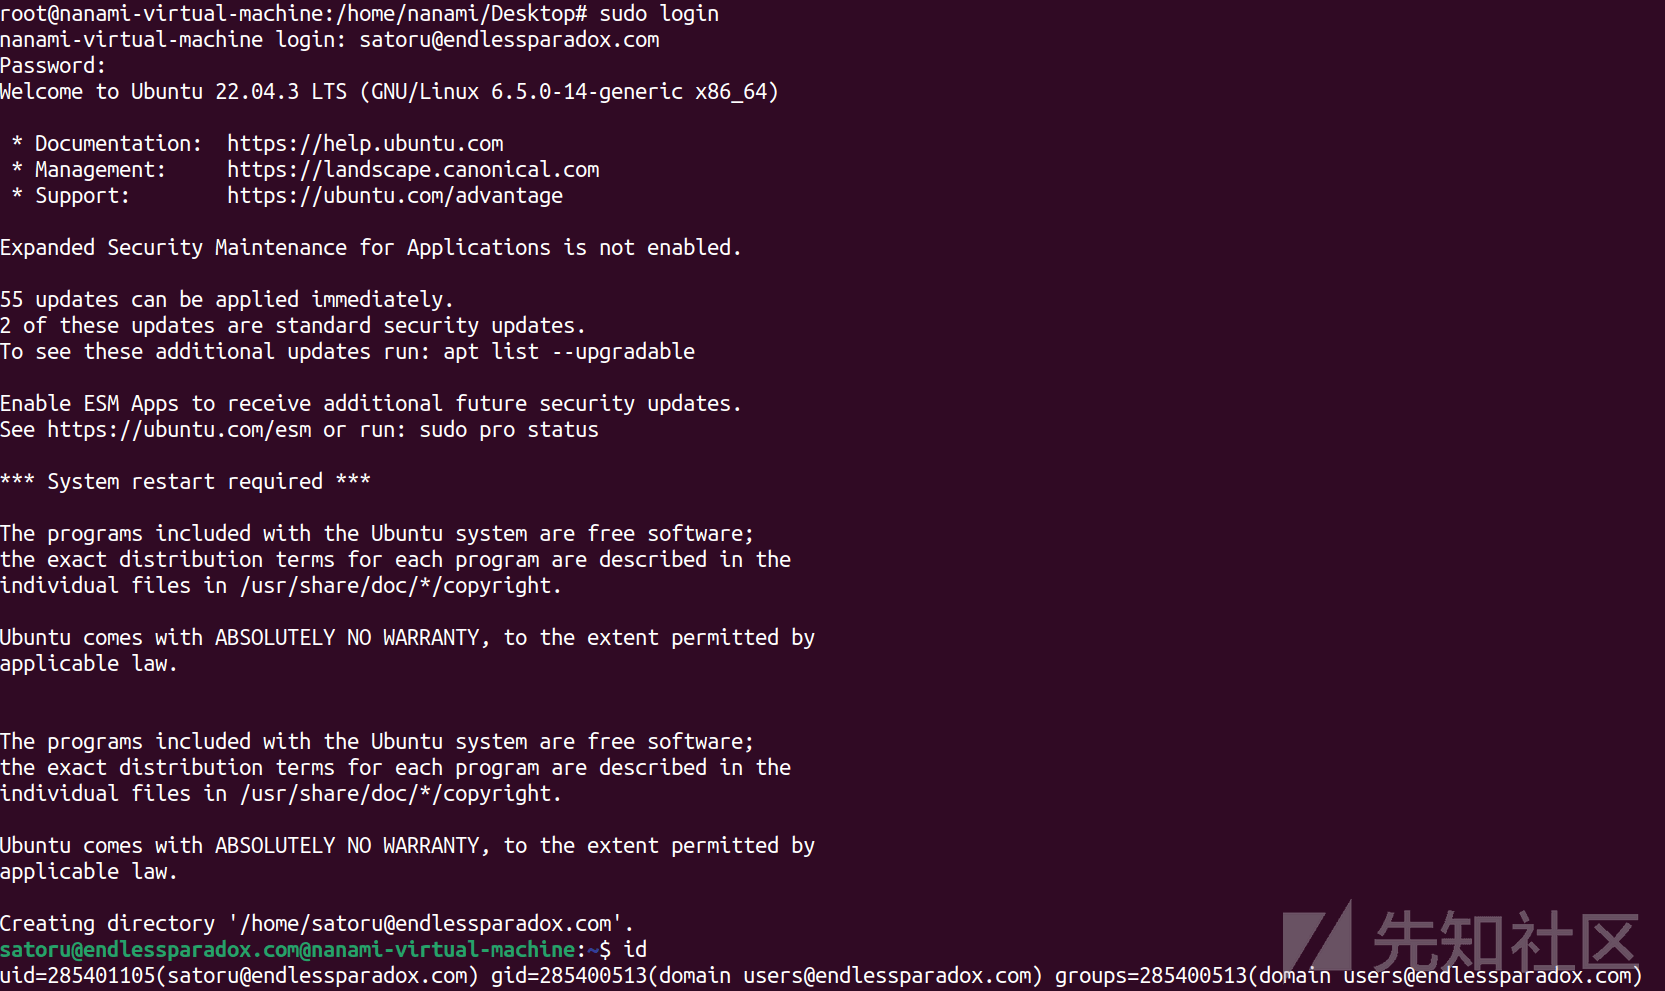 root@nanami-virtual-machine:/home/nanami/Desktop# sudo login
nanami-virtual-machine login: satoru@endlessparadox.com
Password:
Welcome to Ubuntu 22.04.3 LTS (GNU/Linux 6.5.0-14-generic x86_64)
* Documentation:  https://help.ubuntu.com
* Management:     https://landscape.canonical.com
* Support:        https://ubuntu.com/advantage
Expanded Security Maintenance for Applications is not enabled.
55 updates can be applied immediately.
2 of these updates are standard security updates.
To see these additional updates run: apt list --upgradable
Enable ESM Apps to receive additional future security updates.
See https://ubuntu.com/esm or run: sudo pro status
*** System restart required ***
The programs included with the Ubuntu system are free software;
the exact distribution terms for each program are described in the
individual files in /usr/share/doc/*/copyright.
Ubuntu comes with ABSOLUTELY NO WARRANTY, to the extent permitted by
applicable law.
The programs included with the Ubuntu system are free software;
the exact distribution terms for each program are described in the
individual files in /usr/share/doc/*/copyright.
Ubuntu comes with ABSOLUTELY NO WARRANTY, to the extent permitted by
applicable law.
Creating directory '/home/satoru@endlessparadox.com'.
satoru@endlessparadox.com@nanami-virtual-machine:~$ id
uid=285401105(satoru@endlessparadox.com) gid=285400513(domain users@endlessparadox.com) groups=285400513(domain users@endlessparadox.com)
先知社区